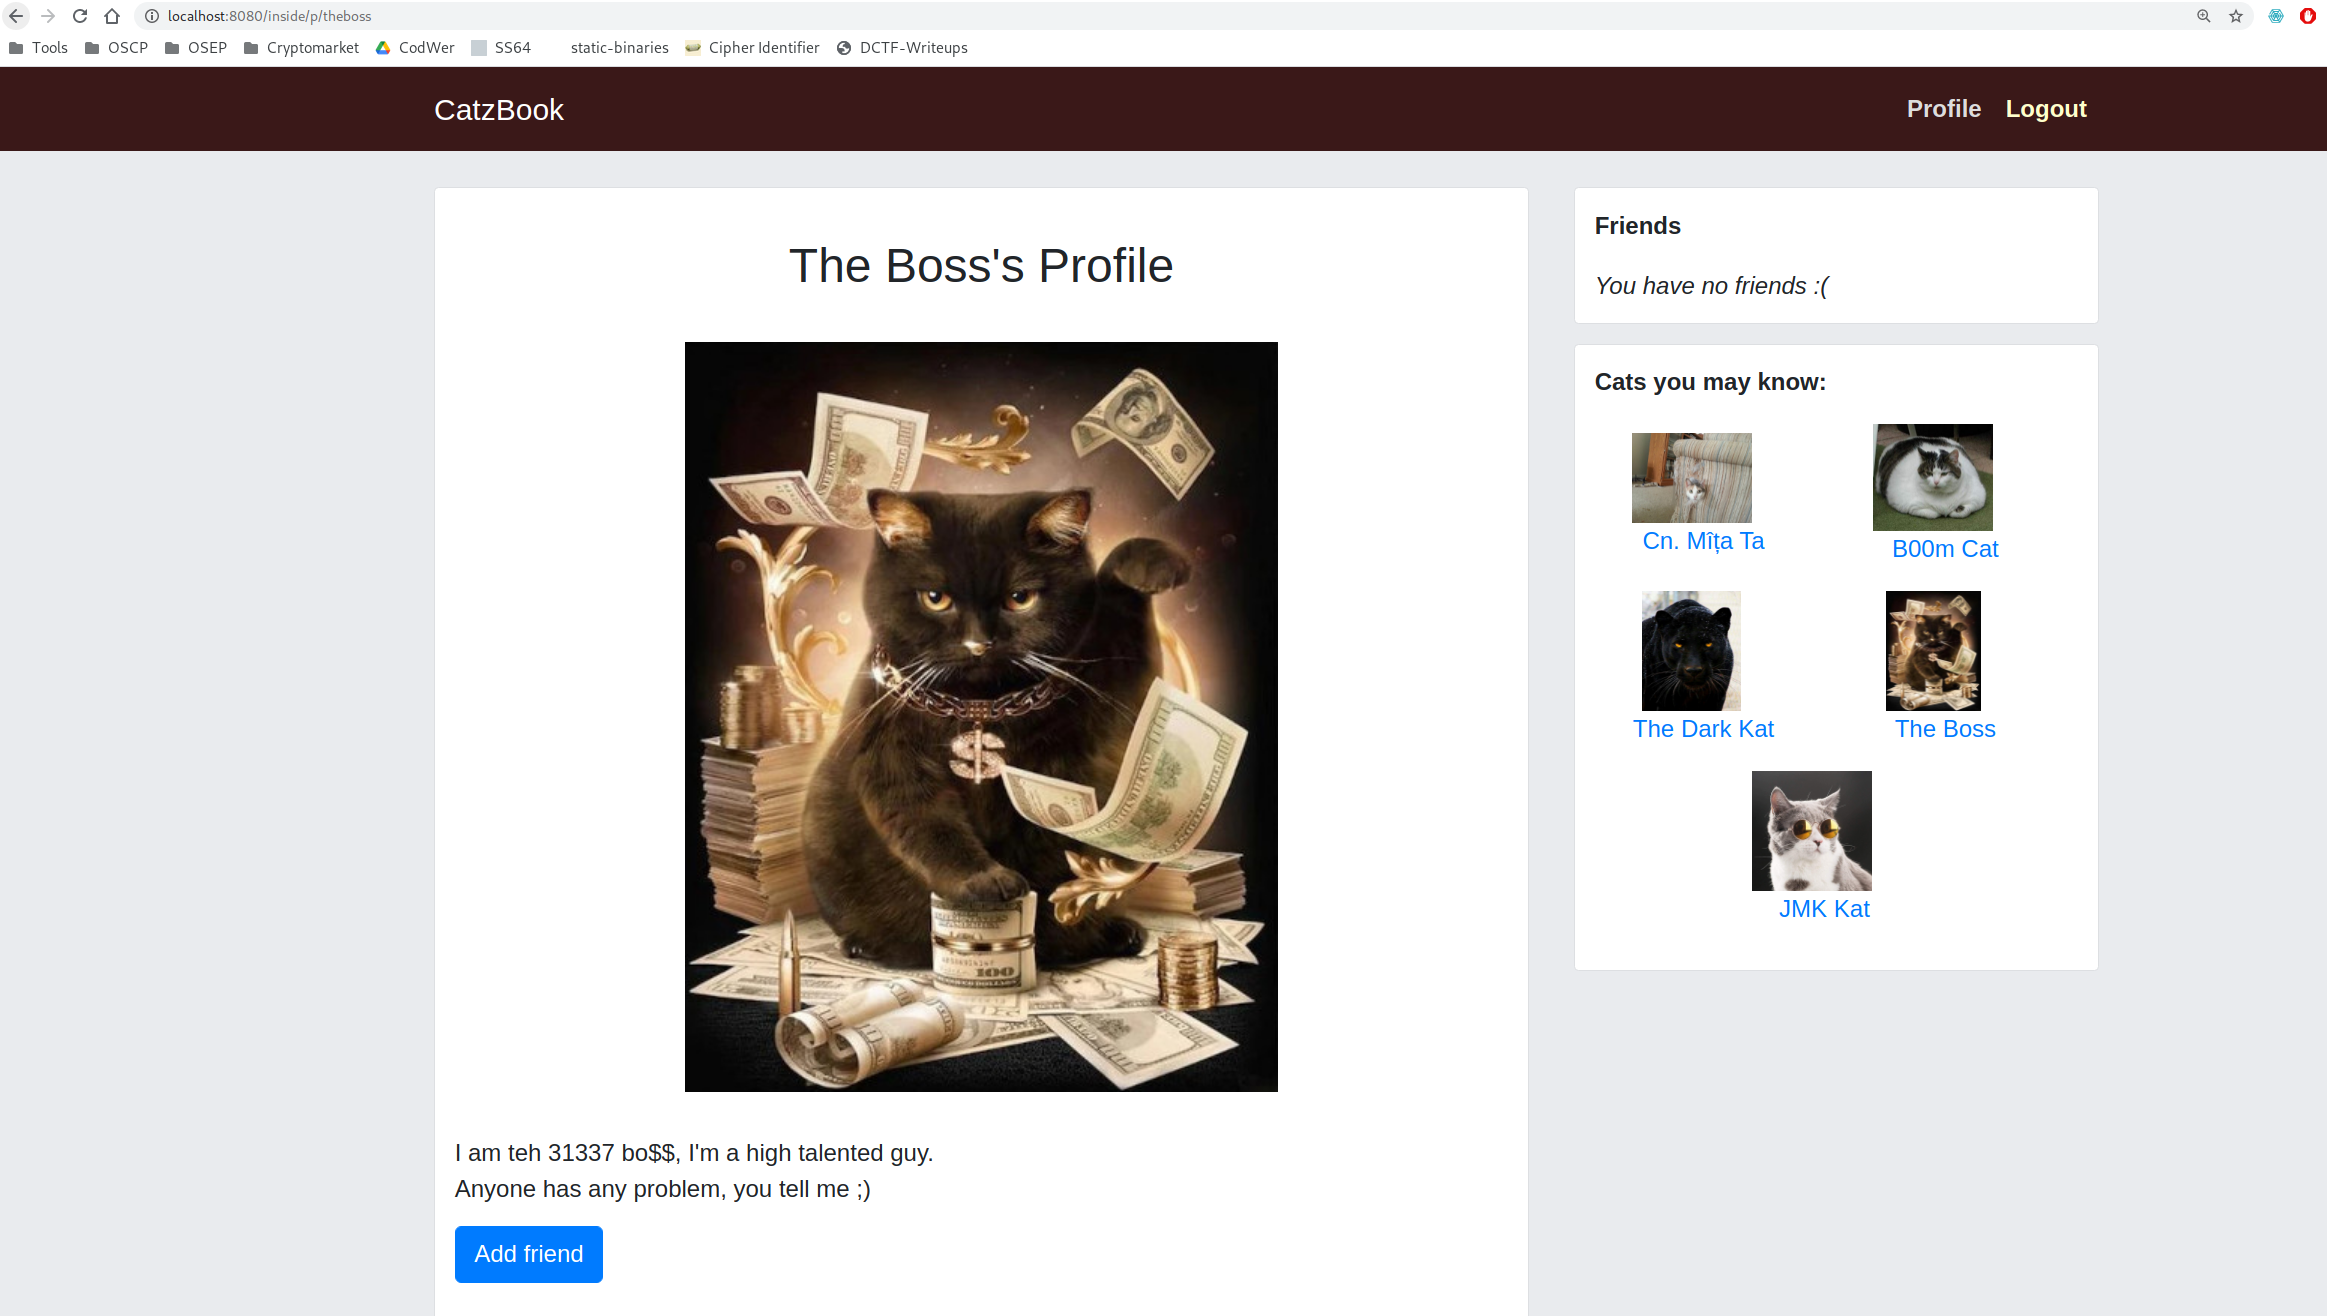 localhost:8080/inside/p/theboss
Tools OSCP OSEP Cryptomarket CodWer SS64 static-binaries Cipher Identifier DCTF-Writeups
CatzBook
Profile Logout
The Boss's Profile
$
100
I am teh 31337 bo$$, I'm a high talented guy.
Anyone has any problem, you tell me ;)
Add friend
Friends
You have no friends :(
Cats you may know:
Cn. Mîța Ta
B00m Cat
The Dark Kat
The Boss
JMK Kat